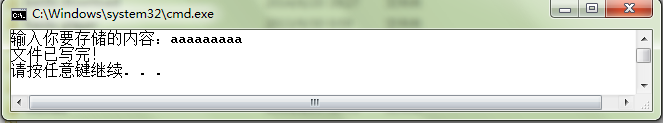 C:\Windows\system32\cmd.exe
输入你要存储的内容：aaaaaaaaa
文件已写完！
请按任意键继续. . .